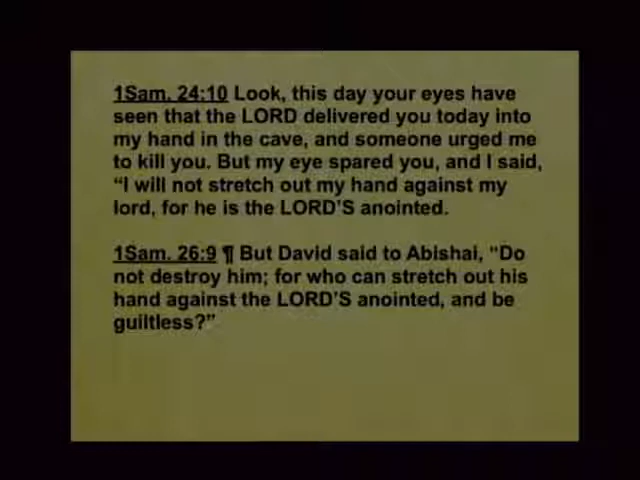 1Sam. 24:10 Look, this day your eyes have
seen that the LORD delivered you today into
my hand in the cave, and someone urged me
to kill you. But my eye spared you, and I said,
“I will not stretch out my hand against my
lord, for he is the LORD’S anointed.
1Sam. 26:9 ¶ But David said to Abishai, “Do
not destroy him; for who can stretch out his
hand against the LORD’S anointed, and be
guiltless?”